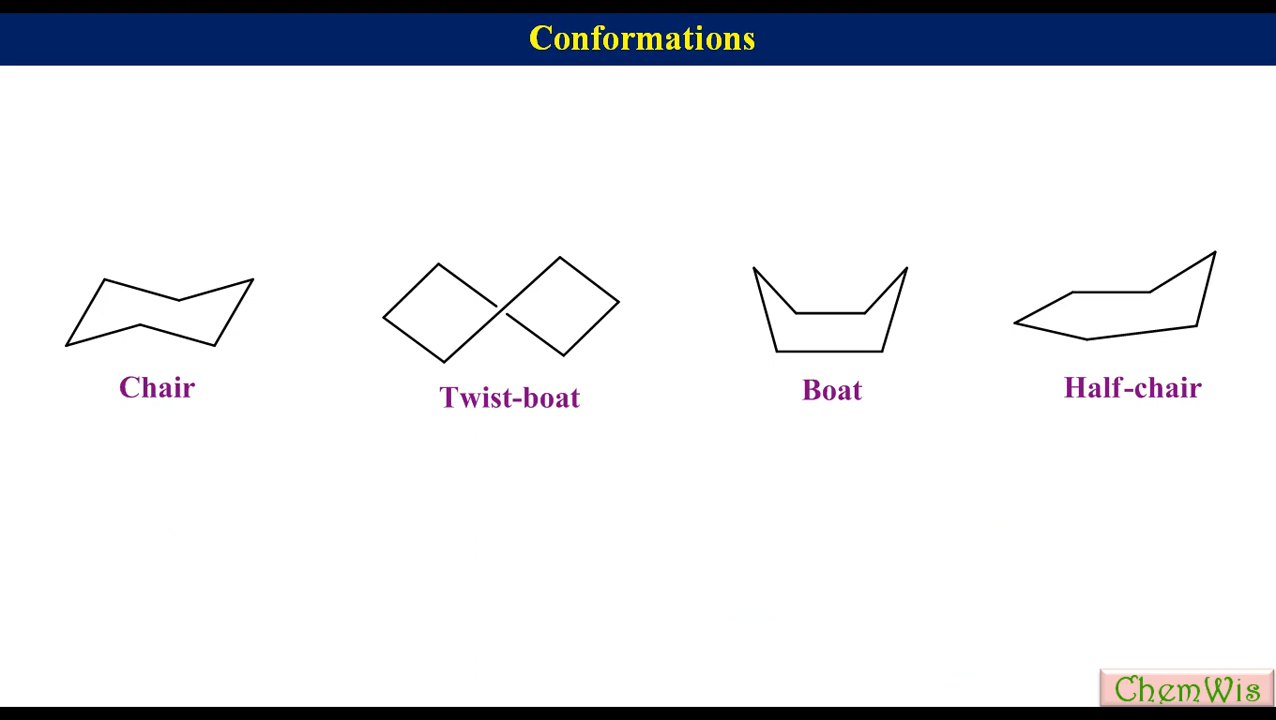 Conformations
Chair
Twist-boat
Boat
Half-chair
ChemWis